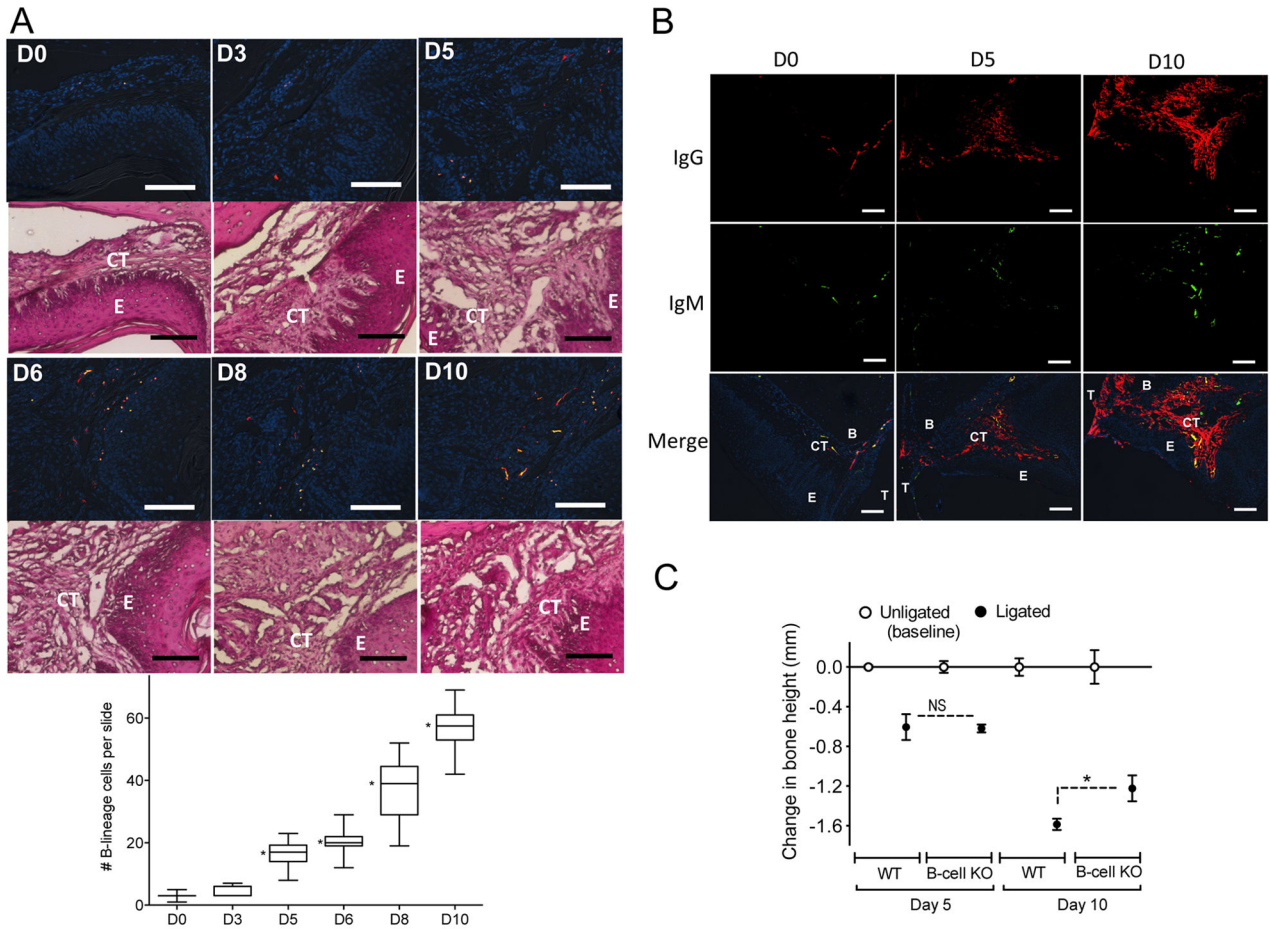 A
D0
D3
D5
CT
E
CT
E
CT
E
E
D6
D8
D10
CT
E
CT
E
CT
E
# B-lineage cells per slide
60
40
20
0
*
*
*
*
D0
D3
D5
D6
D8
D10
B
D0
D5
D10
IgG
IgM
Merge
CT
B
E
T
B
CT
T
E
T
B
CT
E
C
Unligated
(baseline)
Ligated
Change in bone height (mm)
0.0
-0.4
-0.8
-1.2
-1.6
NS
*
WT
B-cell KO
WT
B-cell KO
Day 5
Day 10